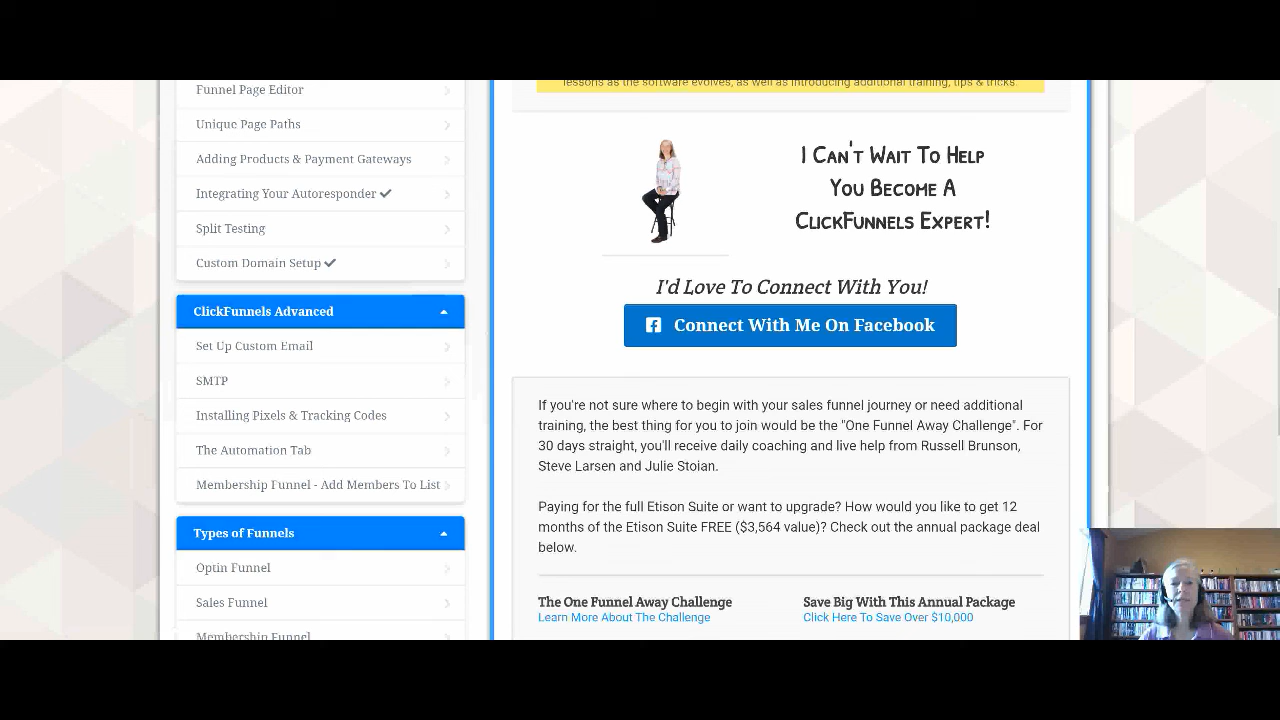 Funnel Page Editor
Unique Page Paths
Adding Products & Payment Gateways
Integrating Your Autoresponder
Split Testing
Custom Domain Setup
ClickFunnels Advanced
Set Up Custom Email
SMTP
Installing Pixels & Tracking Codes
The Automation Tab
Membership Funnel - Add Members To List
Types of Funnels
Optin Funnel
Sales Funnel
Membership Funnel
lessons as the software evolves, as well as introducing additional training, tips & tricks.
I Can't Wait To Help
You Become A
ClickFunnels Expert!
I'd Love To Connect With You!
Connect With Me On Facebook
If you're not sure where to begin with your sales funnel journey or need additional
training, the best thing for you to join would be the "One Funnel Away Challenge". For
30 days straight, you'll receive daily coaching and live help from Russell Brunson,
Steve Larsen and Julie Stoian.
Paying for the full Etison Suite or want to upgrade? How would you like to get 12
months of the Etison Suite FREE ($3,564 value)? Check out the annual package deal
below.
The One Funnel Away Challenge
Learn More About The Challenge
Save Big With This Annual Package
Click Here To Save Over $10,000